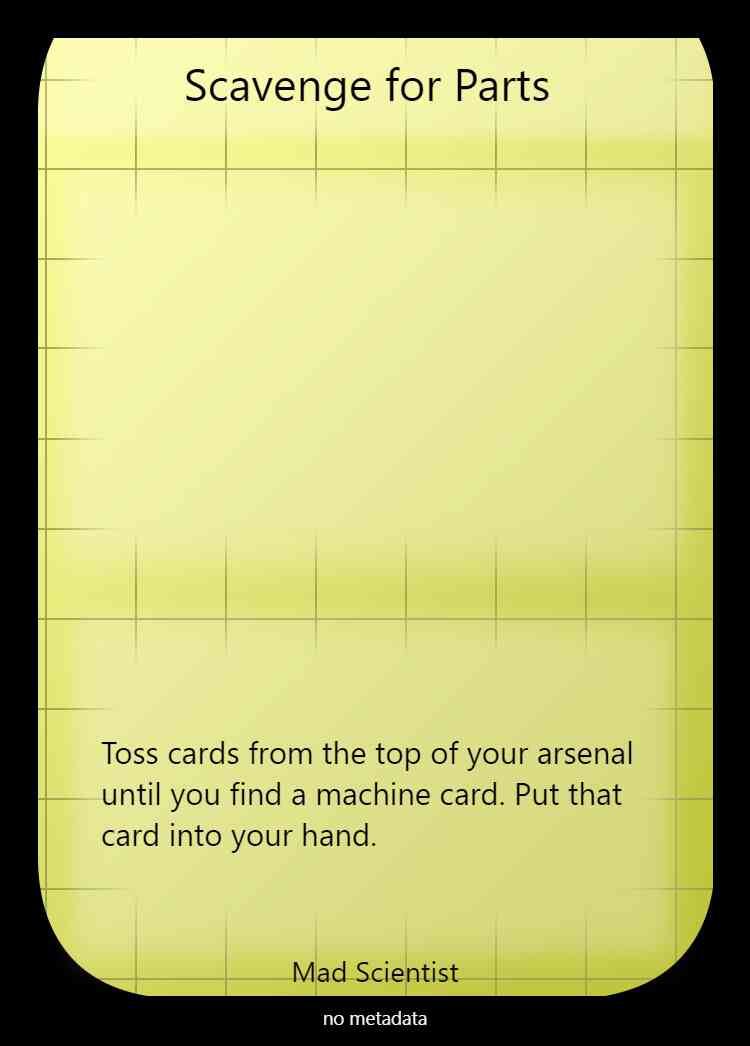 Scavenge for Parts
Toss cards from the top of your arsenal
until you find a machine card. Put that
card into your hand.
Mad Scientist
no metadata